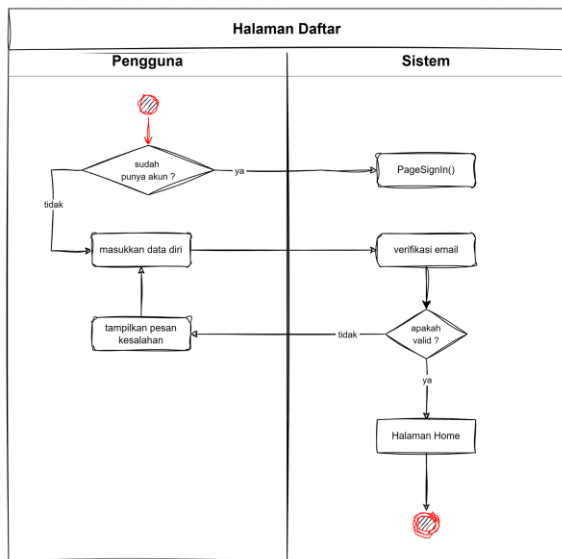 Halaman Daftar
Pengguna
Sistem
sudah
punya akun ?
ya
PageSignIn()
tidak
masukkan data diri
verifikasi email
tampilkan pesan
kesalahan
tidak
apakah
valid ?
ya
Halaman Home